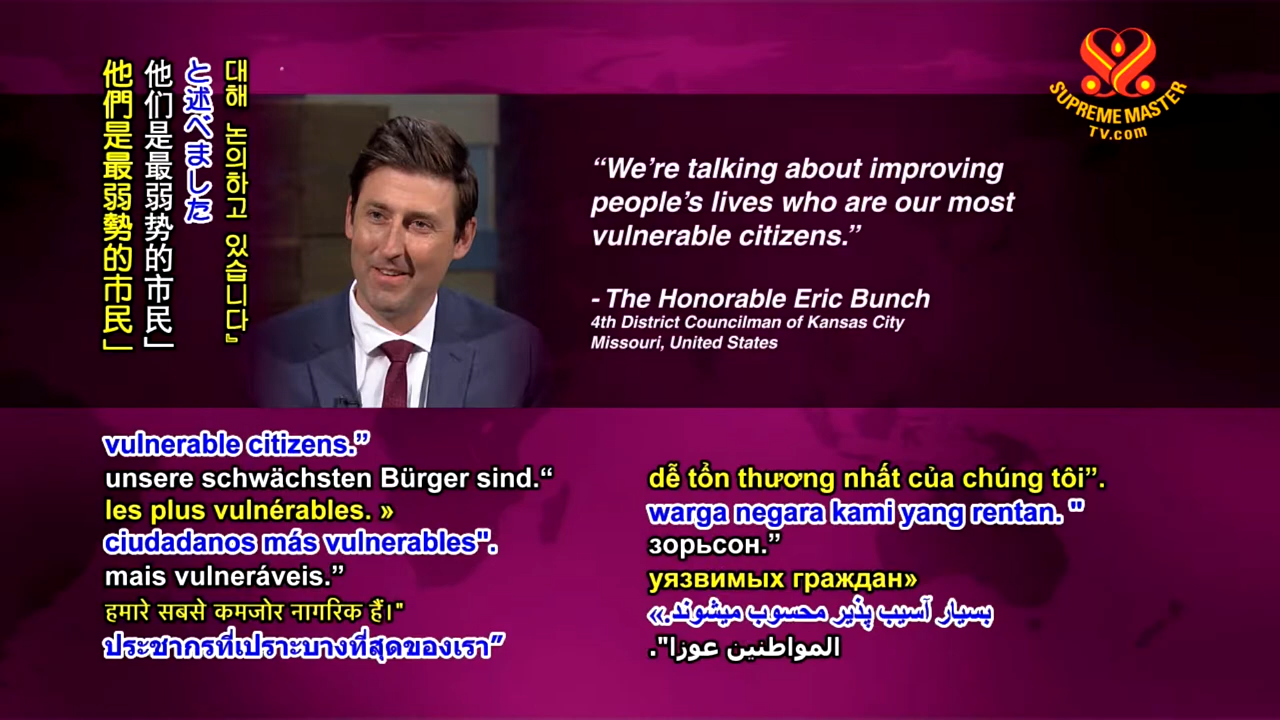 他們是最弱勢的市民」
他们是最弱势的市民」
と述べました
대해 논의하고 있습니다』
SUPREME MASTER
TV.com
“We’re talking about improving
people’s lives who are our most
vulnerable citizens.”
- The Honorable Eric Bunch
4th District Councilman of Kansas City
Missouri, United States
vulnerable citizens.”
unsere schwächsten Bürger sind.“
les plus vulnérables. »
ciudadanos más vulnerables".
mais vulneráveis.”
हमारे सबसे कमजोर नागरिक हैं।"
ประชากรที่เปราะบางที่สุดของเรา”
dễ tổn thương nhất của chúng tôi”.
warga negara kami yang rentan. "
зорьсон.”
уязвимых граждан»
بسیار آسیب پذیر محسوب میشوند.»
المواطنين عوزا".